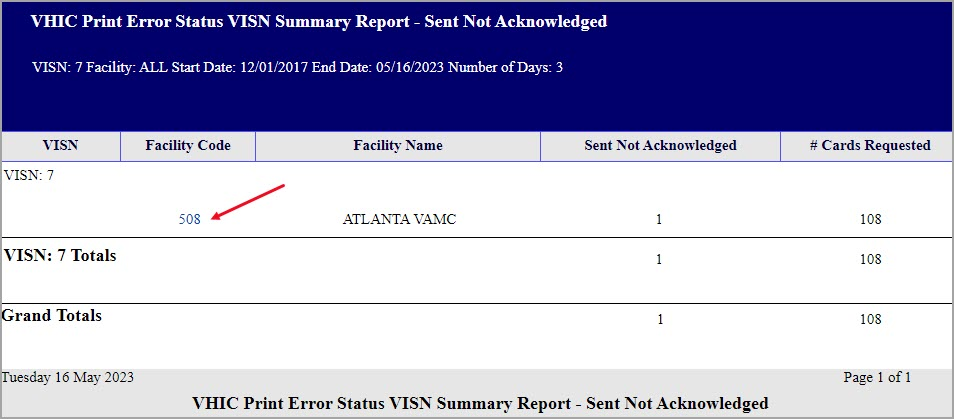 VHIC Print Error Status VISN Summary Report - Sent Not Acknowledged
VISN: 7 Facility: ALL Start Date: 12/01/2017 End Date: 05/16/2023 Number of Days: 3
VISN Facility Code Facility Name Sent Not Acknowledged # Cards Requested
VISN: 7
508 ATLANTA VAMC 1 108
VISN: 7 Totals 1 108
Grand Totals 1 108
Tuesday 16 May 2023 Page 1 of 1
VHIC Print Error Status VISN Summary Report - Sent Not Acknowledged